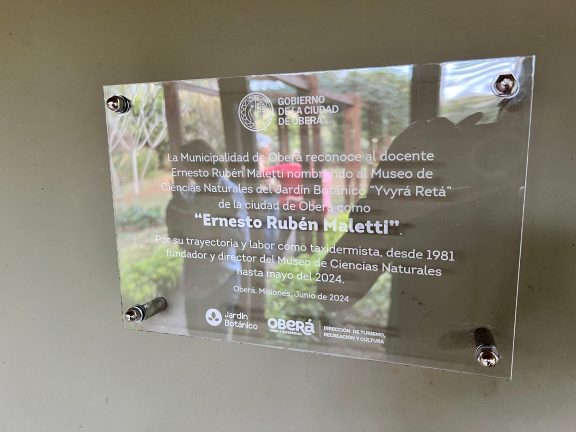 GOBIERNO
DE LA CIUDAD
DE OBERÁ
La Municipalidad de Oberá reconoce al docente
Ernesto Rubén Maletti nombrando al Museo de
Ciencias Naturales del Jardín Botánico “Yvyrá Retá”
de la ciudad de Oberá como
“Ernesto Rubén Maletti”.
Por su trayectoria y labor como taxidermista, desde 1981
fundador y director del Museo de Ciencias Naturales
hasta mayo del 2024.
Oberá, Misiones, Junio de 2024
Jardín
Botánico
OBERÁ
DIRECCIÓN DE TURISMO,
RECREACIÓN Y CULTURA